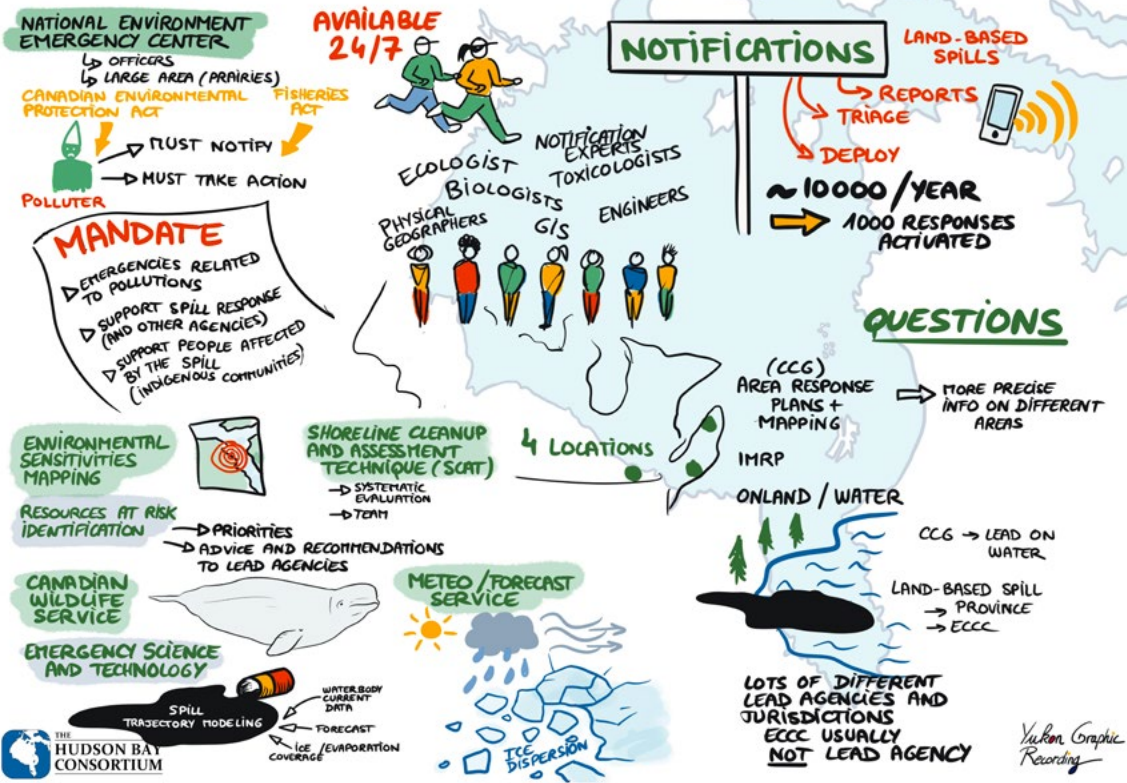 NATIONAL ENVIRONMENT
EMERGENCY CENTER
OFFICERS
LARGE AREA (PRAIRIES)
CANADIAN ENVIRONMENTAL
PROTECTION ACT
FISHERIES
ACT
MUST NOTIFY
MUST TAKE ACTION
POLLUTER
MANDATE
EMERGENCIES RELATED
TO POLLUTIONS
SUPPORT SPILL RESPONSE
(AND OTHER AGENCIES)
SUPPORT PEOPLE AFFECTED
BY THE SPILL
(INDIGENOUS COMMUNITIES)
AVAILABLE
24/7
ECOLOGIST
NOTIFICATION
EXPERTS
TOXICOLOGISTS
BIOLOGISTS
PHYSICAL
GEOGRAPHERS
GIS
ENGINEERS
NOTIFICATIONS
LAND-BASED
SPILLS
REPORTS
TRIAGE
DEPLOY
~10000/YEAR
1000 RESPONSES
ACTIVATED
QUESTIONS
(CCG)
AREA RESPONSE
PLANS +
MAPPING
MORE PRECISE
INFO ON DIFFERENT
AREAS
IMRP
ONLAND / WATER
CCG → LEAD ON
WATER
LAND-BASED SPILL
→ PROVINCE
→ ECCC
LOTS OF DIFFERENT
LEAD AGENCIES AND
JURISDICTIONS
ECCC USUALLY
NOT LEAD AGENCY
4 LOCATIONS
ENVIRONMENTAL
SENSITIVITIES
MAPPING
SHORELINE CLEANUP
AND ASSESSMENT
TECHNIQUE (SCAT)
→ SYSTEMATIC
EVALUATION
→ TEAM
RESOURCES AT RISK
IDENTIFICATION
→ PRIORITIES
→ ADVICE AND RECOMMENDATIONS
TO LEAD AGENCIES
CANADIAN
WILDLIFE
SERVICE
METEO/FORECAST
SERVICE
EMERGENCY SCIENCE
AND TECHNOLOGY
SPILL
TRAJECTORY MODELING
WATERBODY
CURRENT
DATA
FORECAST
ICE /EVAPORATION
COVERAGE
ICE
DISPERSION
THE
HUDSON BAY
CONSORTIUM
Yukon Graphic
Recording